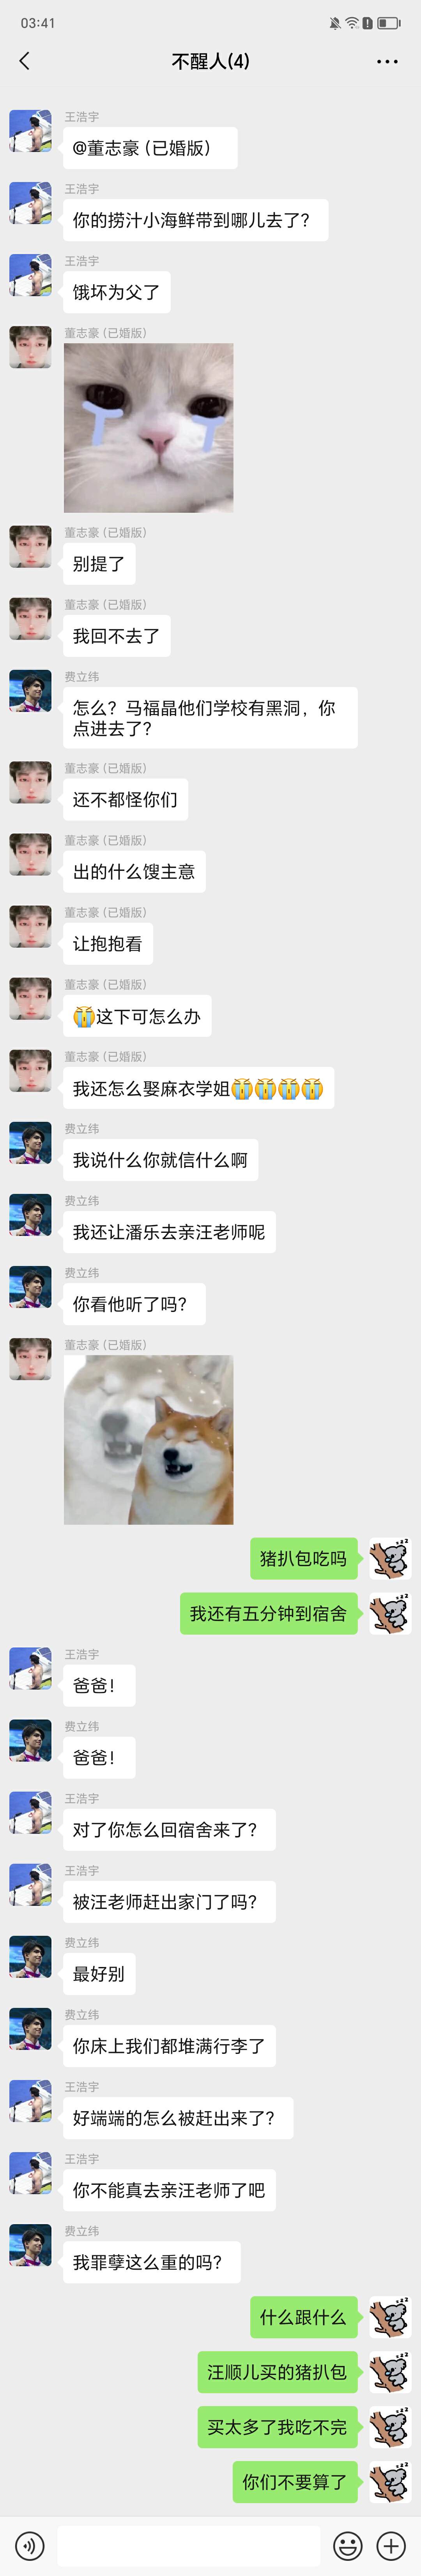 03:41
不醒人(4)
王浩宇
@董志豪 (已婚版)
王浩宇
你的捞汁小海鲜带到哪儿去了？
王浩宇
饿坏为父了
董志豪 (已婚版)
董志豪 (已婚版)
别提了
董志豪 (已婚版)
我回不去了
费立纬
怎么？马福晶他们学校有黑洞，你
点进去了？
董志豪 (已婚版)
还不都怪你们
董志豪 (已婚版)
出的什么馊主意
董志豪 (已婚版)
让抱抱看
董志豪 (已婚版)
😭这下可怎么办
董志豪 (已婚版)
我还怎么娶麻衣学姐😭😭😭😭
费立纬
我说什么你就信什么啊
费立纬
我还让潘乐去亲汪老师呢
费立纬
你看他听了吗？
董志豪 (已婚版)
猪扒包吃吗
我还有五分钟到宿舍
王浩宇
爸爸！
费立纬
爸爸！
王浩宇
对了你怎么回宿舍来了？
王浩宇
被汪老师赶出家门了吗？
费立纬
最好别
费立纬
你床上我们都堆满行李了
王浩宇
好端端的怎么被赶出来了？
王浩宇
你不能真去亲汪老师了吧
费立纬
我罪孽这么重的吗？
什么跟什么
汪顺儿买的猪扒包
买太多了我吃不完
你们不要算了